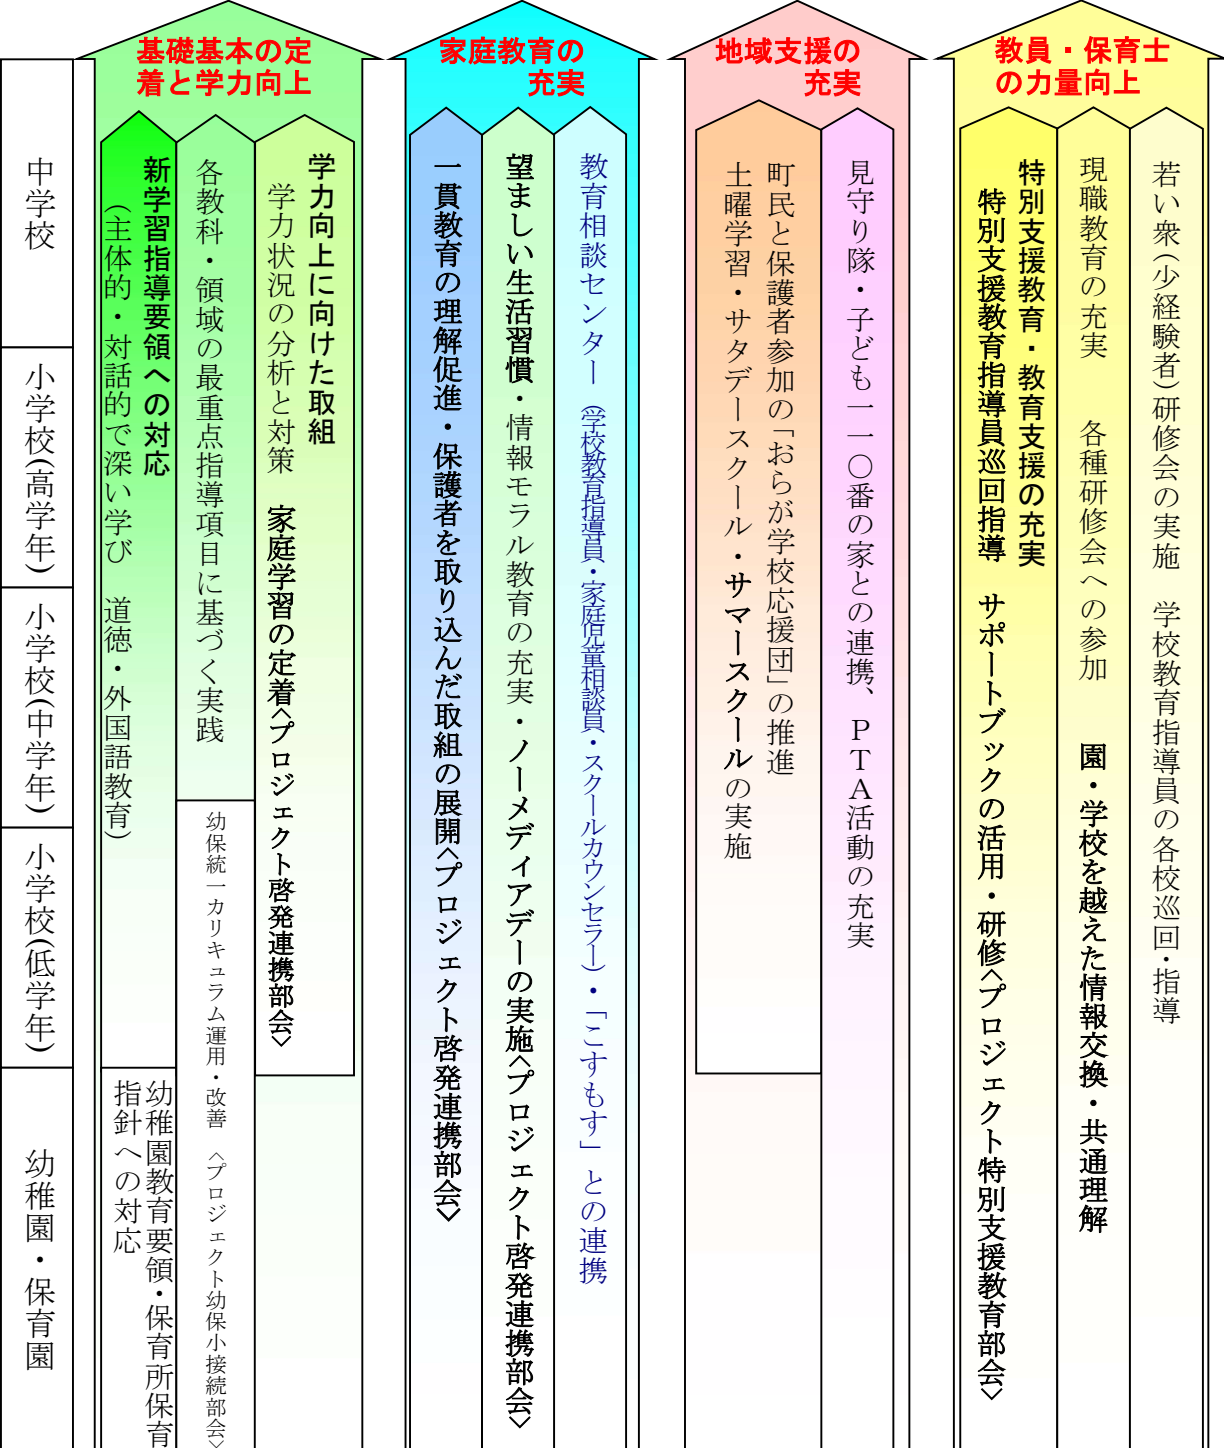 中学校
小学校(高学年)
小学校(中学年)
小学校(低学年)
幼稚園・保育園
基礎基本の定
着と学力向上
新学習指導要領への対応
(主体的・対話的で深い学び　道徳・外国語教育)
幼稚園教育要領・保育所保育
指針への対応
各教科・領域の最重点指導項目に基づく実践
幼保統一カリキュラム運用・改善　<プロジェクト幼保小接続部会>
学力向上に向けた取組
学力状況の分析と対策　家庭学習の定着<プロジェクト啓発連携部会>
家庭教育の
充実
一貫教育の理解促進・保護者を取り込んだ取組の展開<プロジェクト啓発連携部会>
望ましい生活習慣・情報モラル教育の充実・ノーメディアデーの実施<プロジェクト啓発連携部会>
教育相談センター(学校教育指導員・家庭児童相談員・スクールカウンセラー)・「こすもす」との連携
地域支援の
充実
町民と保護者参加の「おらが学校応援団」の推進
土曜学習・サタデースクール・サマースクールの実施
見守り隊・子ども一一〇番の家との連携、ＰＴＡ活動の充実
教員・保育士
の力量向上
特別支援教育・教育支援の充実
特別支援教育指導員巡回指導　サポートブックの活用・研修<プロジェクト特別支援教育部会>
現職教育の充実　各種研修会への参加　園・学校を越えた情報交換・共通理解
若い衆(少経験者)研修会の実施　学校教育指導員の各校巡回・指導